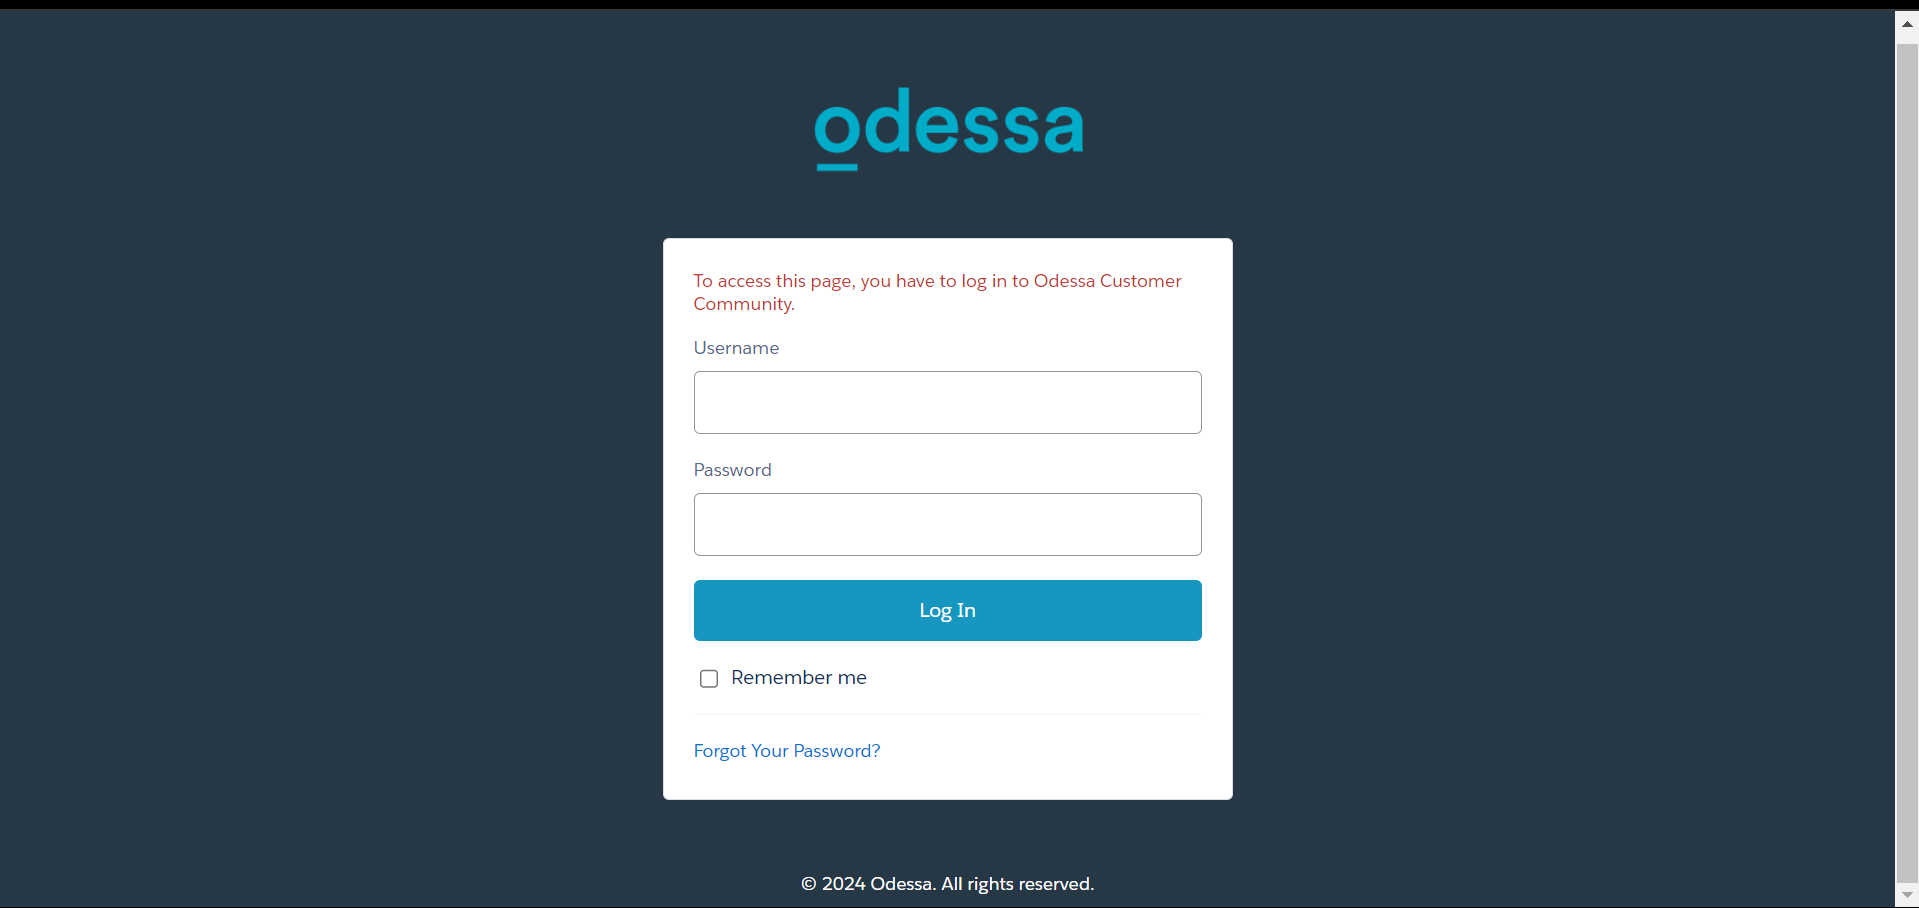 odessa
To access this page, you have to log in to Odessa Customer
Community.
Username
Password
Log In
Remember me
Forgot Your Password?
© 2024 Odessa. All rights reserved.